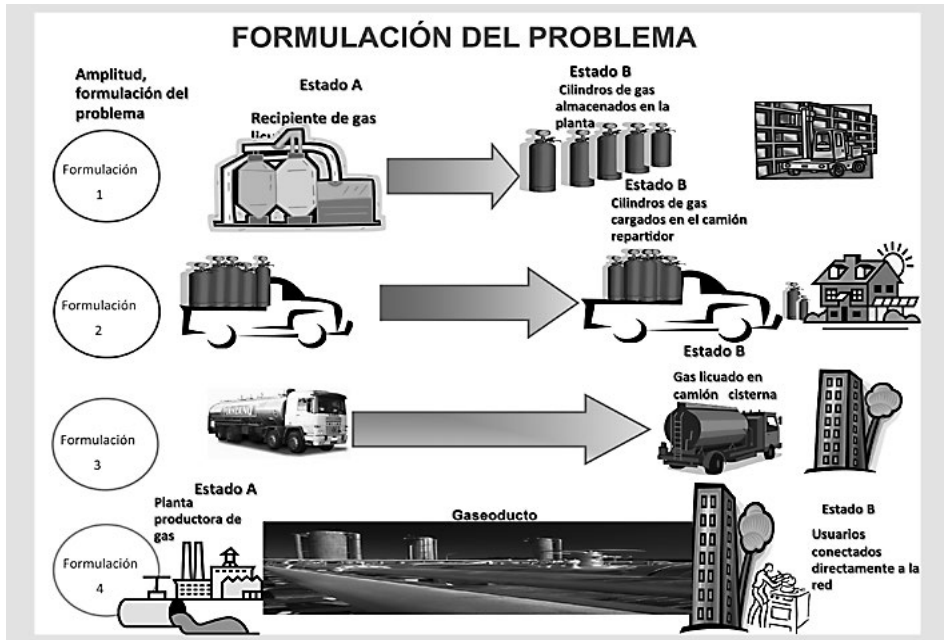 FORMULACIÓN DEL PROBLEMA
Amplitud,
formulación del
problema
Estado A
Recipiente de gas
Estado B
Cilindros de gas
almacenados en la
planta
Formulación
1
Estado B
Cilindros de gas
cargados en el camión
repartidor
Formulación
2
Estado B
Gas licuado en
camión cisterna
Formulación
3
Estado A
Planta
productora de
gas
Gaseoducto
Estado B
Usuarios
conectados
directamente a la
red
Formulación
4